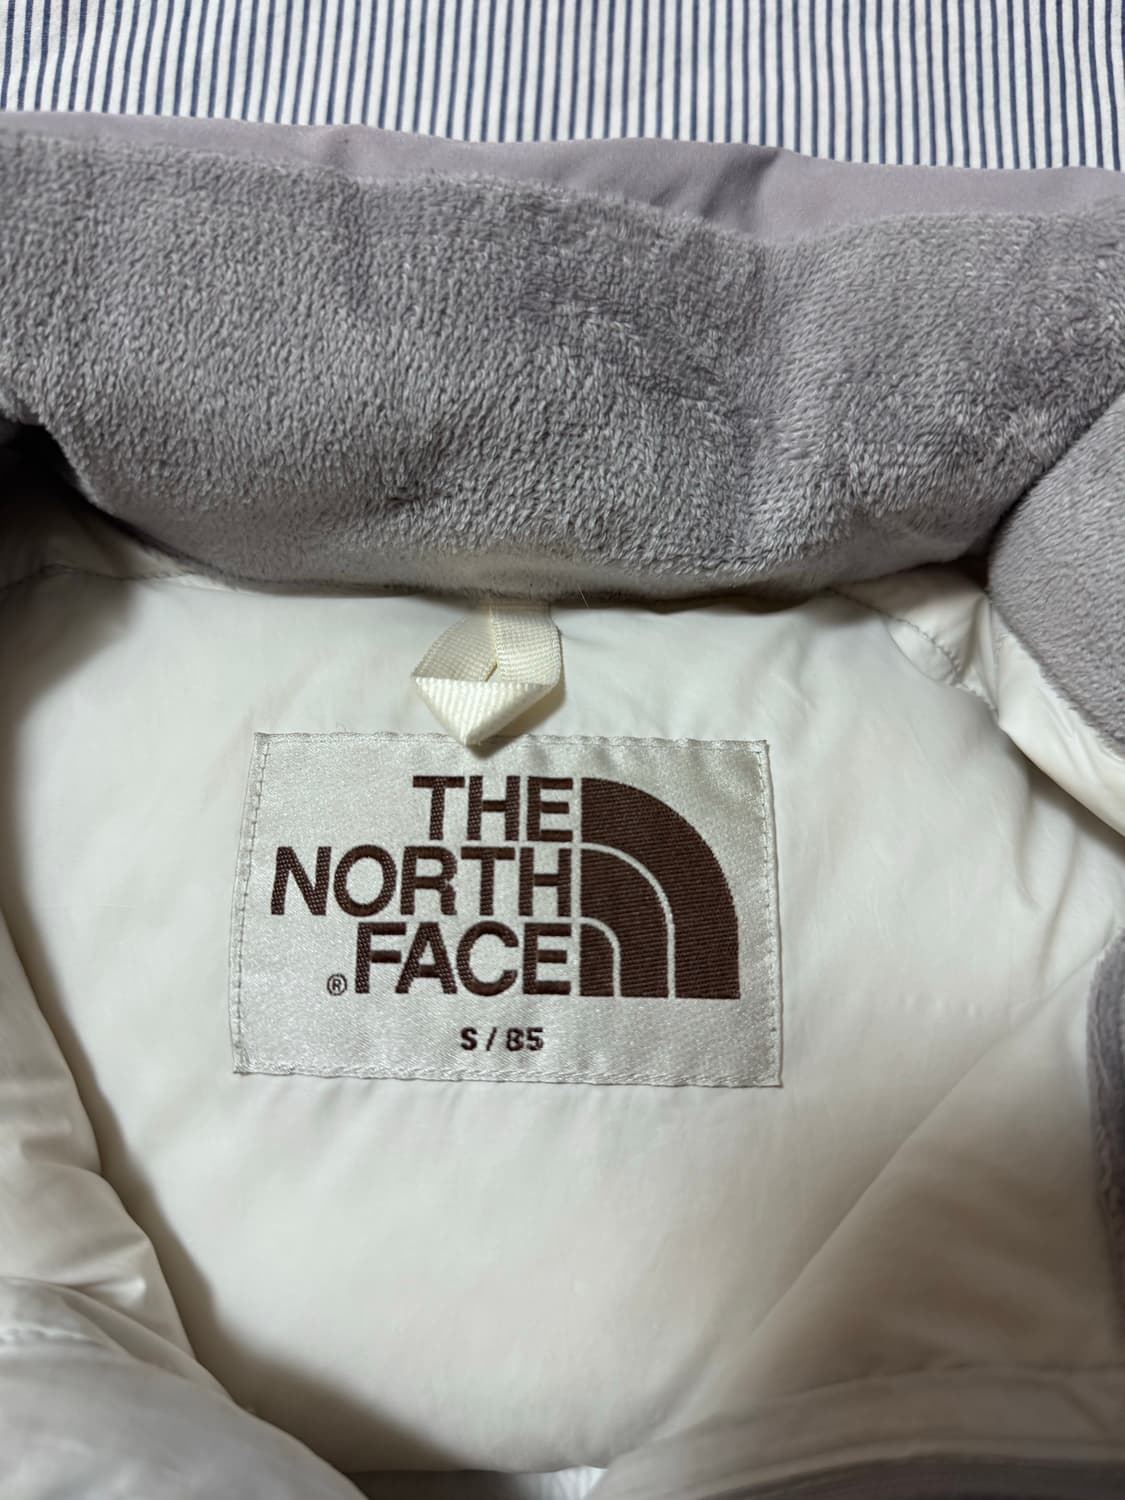 THE
NORTH
® FACE
S / 85